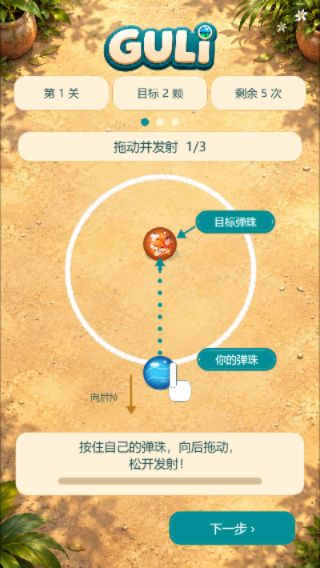 GULi
第 1 关
目标 2 颗
剩余 5 次
拖动并发射 1/3
目标弹珠
你的弹珠
向后拉
按住自己的弹珠，向后拖动，
松开发射！
下一步 ›